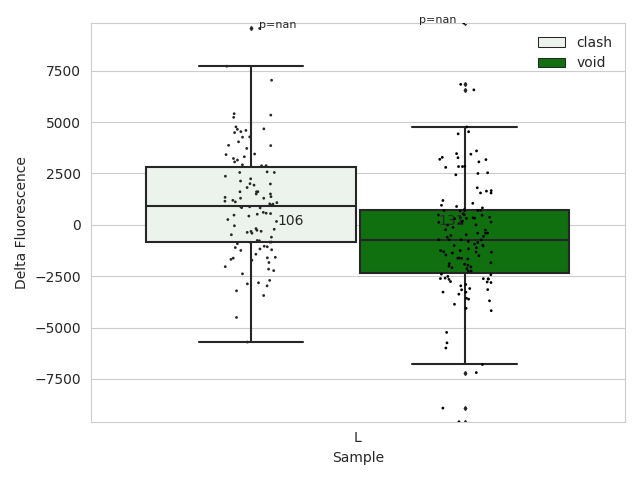 p=nan
p=nan
clash
void
7500
5000
2500
0
−2500
−5000
−7500
Delta Fluorescence
106
L
Sample